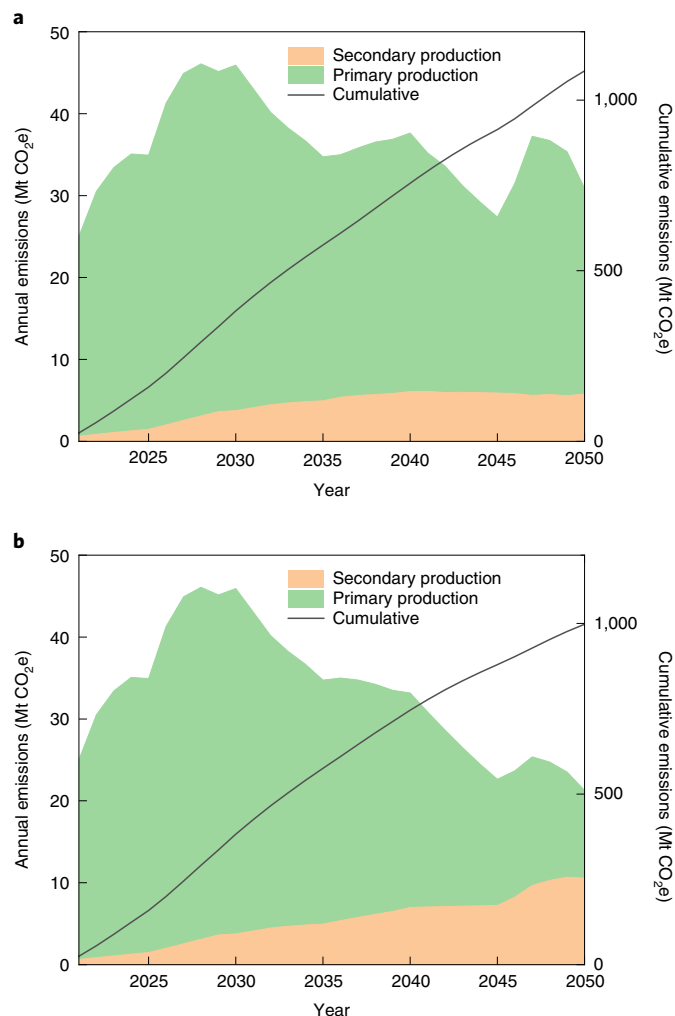 a
50
40
30
20
10
0
Annual emissions (Mt CO₂e)
Secondary production
Primary production
Cumulative
1,000
500
0
Cumulative emissions (Mt CO₂e)
2025 2030 2035 2040 2045 2050
Year
b
50
40
30
20
10
0
Annual emissions (Mt CO₂e)
Secondary production
Primary production
Cumulative
1,000
500
0
Cumulative emissions (Mt CO₂e)
2025 2030 2035 2040 2045 2050
Year